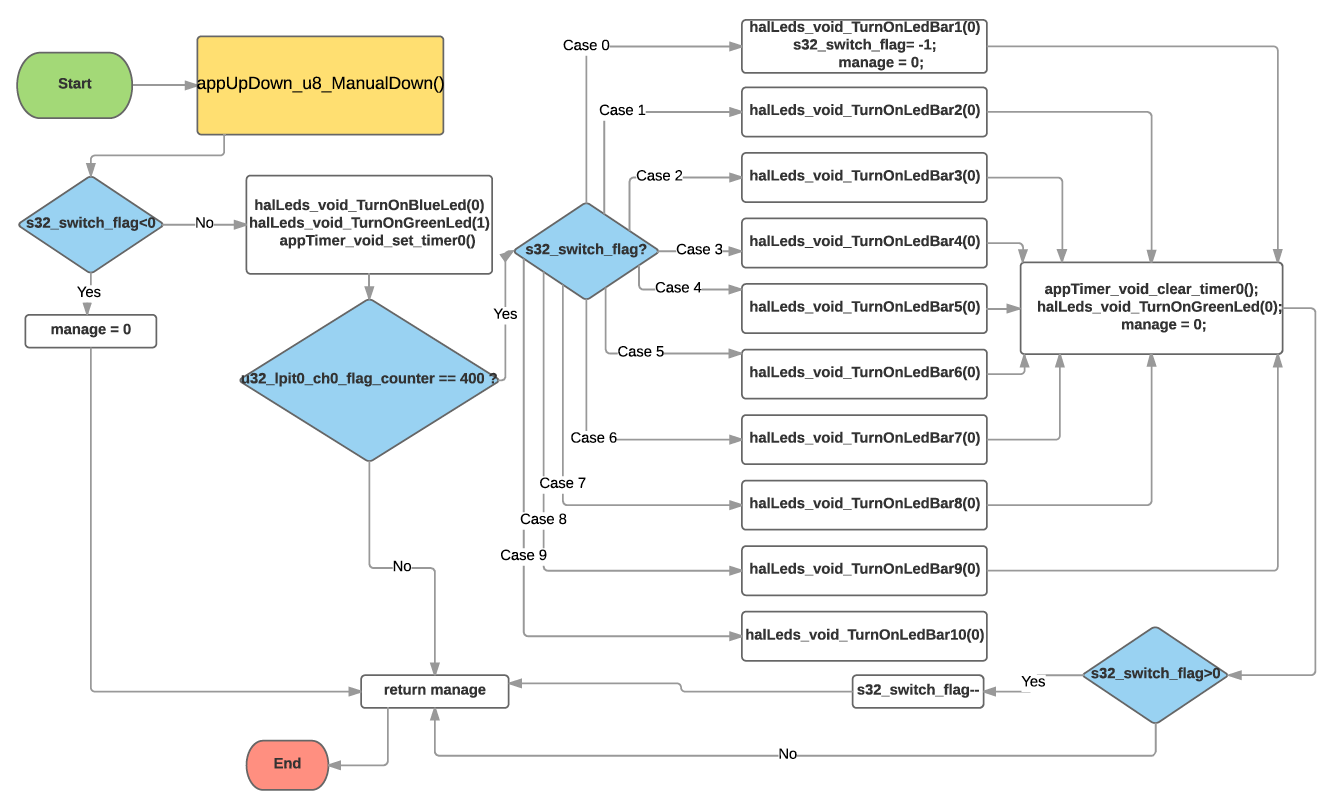 Start
appUpDown_u8_ManualDown()
s32_switch_flag<0
No
Yes
manage = 0
halLeds_void_TurnOnBlueLed(0)
halLeds_void_TurnOnGreenLed(1)
appTimer_void_set_timer0()
u32_lpit0_ch0_flag_counter == 400 ?
Yes
No
s32_switch_flag?
Case 0
Case 1
Case 2
Case 3
Case 4
Case 5
Case 6
Case 7
Case 8
Case 9
halLeds_void_TurnOnLedBar1(0)
s32_switch_flag= -1;
manage = 0;
halLeds_void_TurnOnLedBar2(0)
halLeds_void_TurnOnLedBar3(0)
halLeds_void_TurnOnLedBar4(0)
halLeds_void_TurnOnLedBar5(0)
halLeds_void_TurnOnLedBar6(0)
halLeds_void_TurnOnLedBar7(0)
halLeds_void_TurnOnLedBar8(0)
halLeds_void_TurnOnLedBar9(0)
halLeds_void_TurnOnLedBar10(0)
appTimer_void_clear_timer0();
halLeds_void_TurnOnGreenLed(0);
manage = 0;
s32_switch_flag>0
Yes
s32_switch_flag--
No
return manage
End